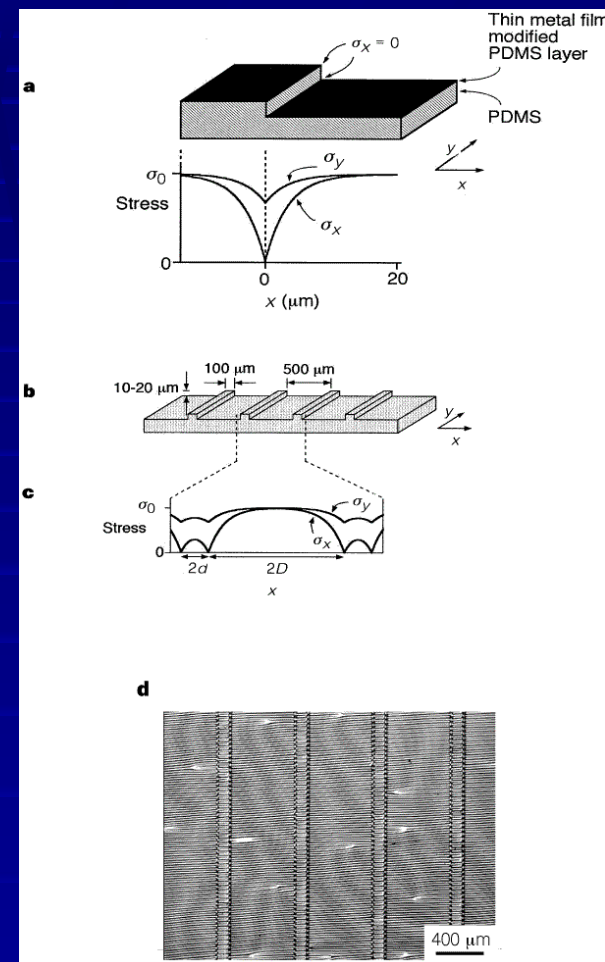 a
σx = 0
Thin metal film
modified
PDMS layer
PDMS
y
x
σ0
Stress
0
σy
σx
0
20
x (μm)
b
10-20 μm
100 μm
500 μm
y
x
c
σ0
Stress
0
σy
σx
2d
2D
x
d
400 μm